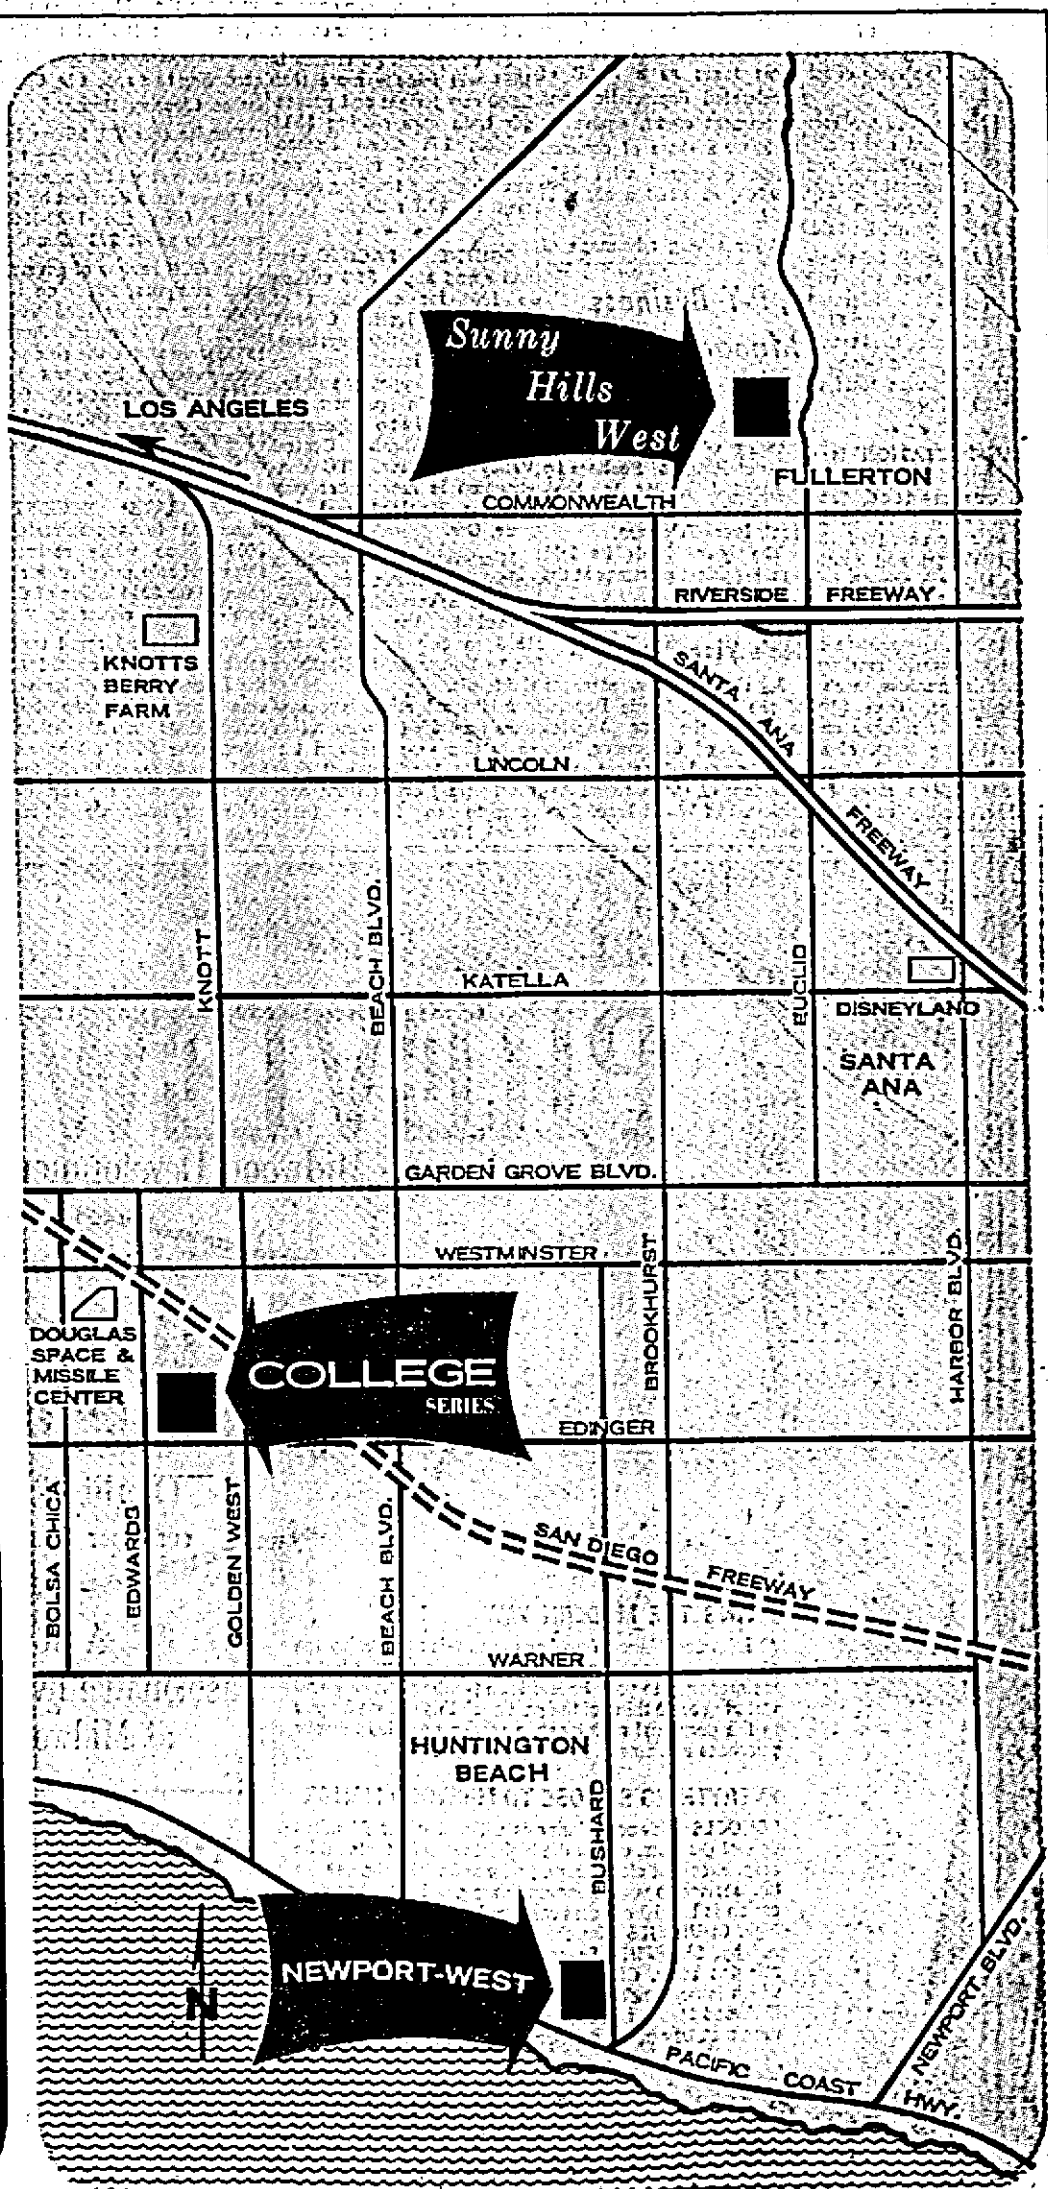 Sunny
Hills
West
LOS ANGELES
FULLERTON
COMMONWEALTH
RIVERSIDE FREEWAY
KNOTTS
BERRY
FARM
SANTA ANA FREEWAY
LINCOLN
KNOTT
BEACH BLVD.
KATELLA
EUCLID
DISNEYLAND
SANTA
ANA
GARDEN GROVE BLVD.
WESTMINSTER
BROOKHURST
HARBOR BLVD.
DOUGLAS
SPACE &
MISSILE
CENTER
COLLEGE
SERIES
EDINGER
BOLSA CHICA
EDWARDS
GOLDEN WEST
BEACH BLVD.
SAN DIEGO FREEWAY
WARNER
HUNTINGTON
BEACH
BUSHARD
NEWPORT-WEST
N
NEWPORT BLVD.
PACIFIC COAST HWY.